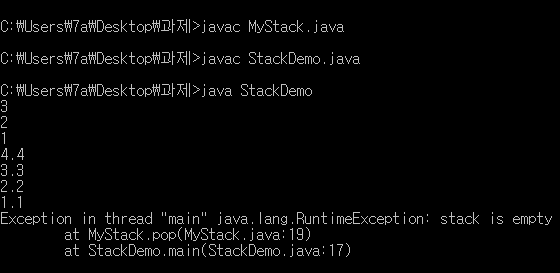 C:₩Users₩7a₩Desktop₩과제>javac MyStack.java
C:₩Users₩7a₩Desktop₩과제>javac StackDemo.java
C:₩Users₩7a₩Desktop₩과제>java StackDemo
3
2
1
4.4
3.3
2.2
1.1
Exception in thread "main" java.lang.RuntimeException: stack is empty
at MyStack.pop(MyStack.java:19)
at StackDemo.main(StackDemo.java:17)